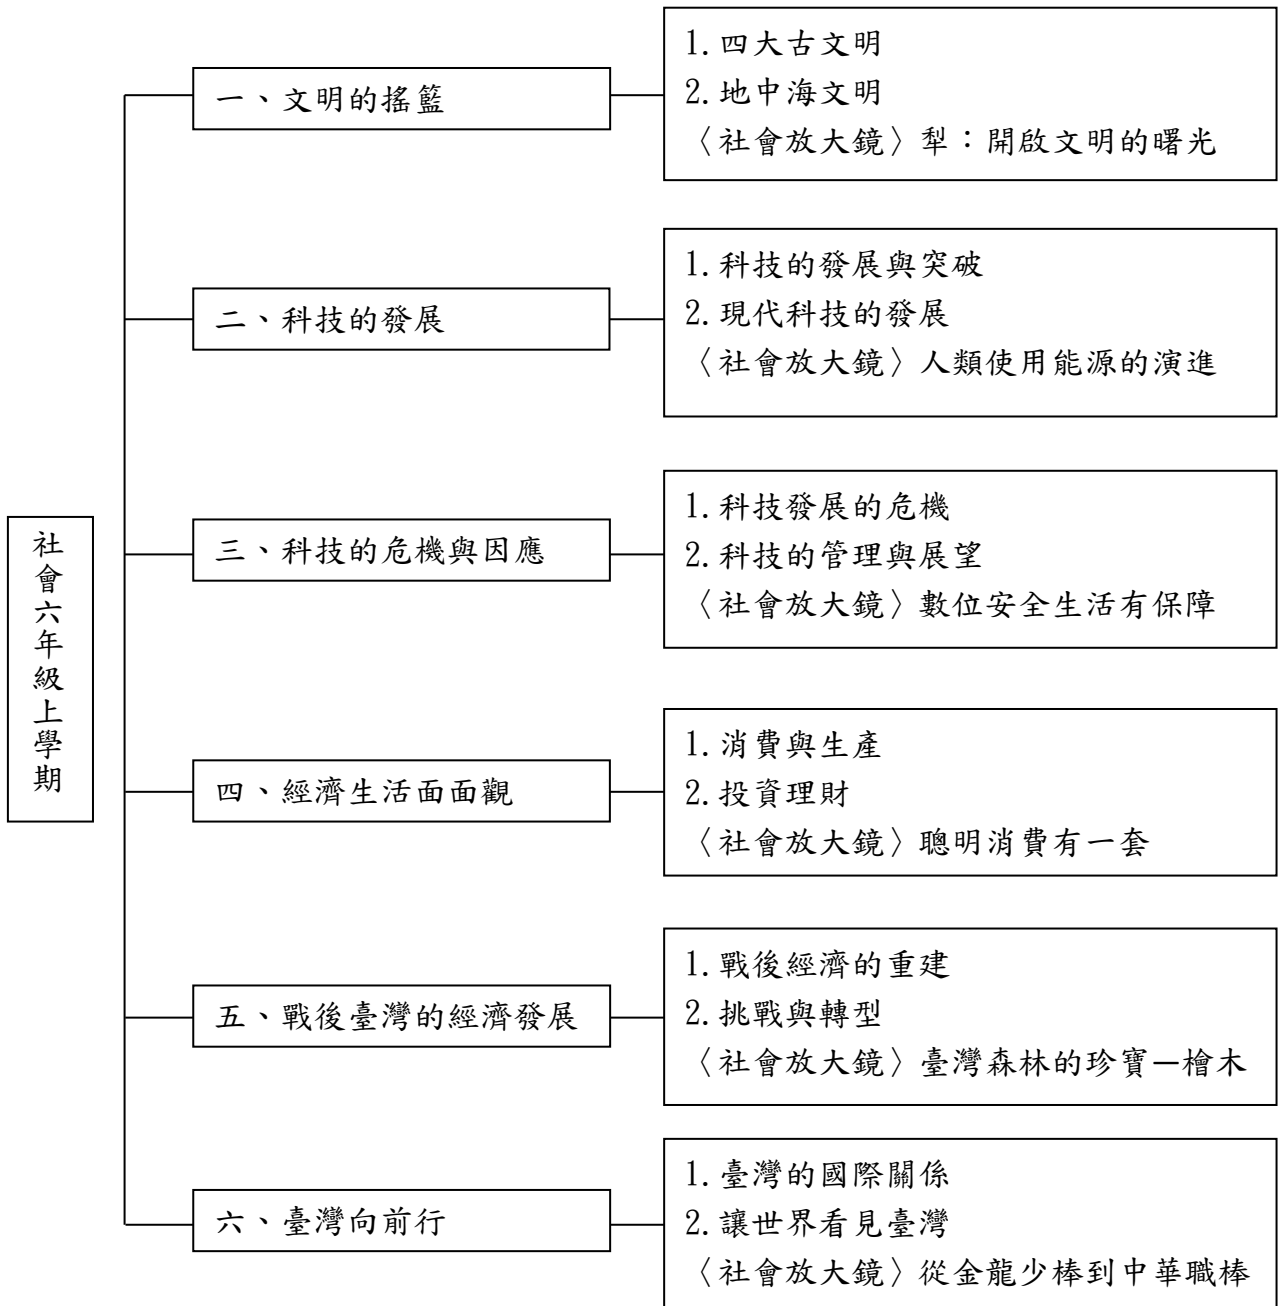 社會六年級上學期
一、文明的搖籃
1.四大古文明
2.地中海文明
〈社會放大鏡〉犁：開啟文明的曙光
二、科技的發展
1.科技的發展與突破
2.現代科技的發展
〈社會放大鏡〉人類使用能源的演進
三、科技的危機與因應
1.科技發展的危機
2.科技的管理與展望
〈社會放大鏡〉數位安全生活有保障
四、經濟生活面面觀
1.消費與生產
2.投資理財
〈社會放大鏡〉聰明消費有一套
五、戰後臺灣的經濟發展
1.戰後經濟的重建
2.挑戰與轉型
〈社會放大鏡〉臺灣森林的珍寶—檜木
六、臺灣向前行
1.臺灣的國際關係
2.讓世界看見臺灣
〈社會放大鏡〉從金龍少棒到中華職棒